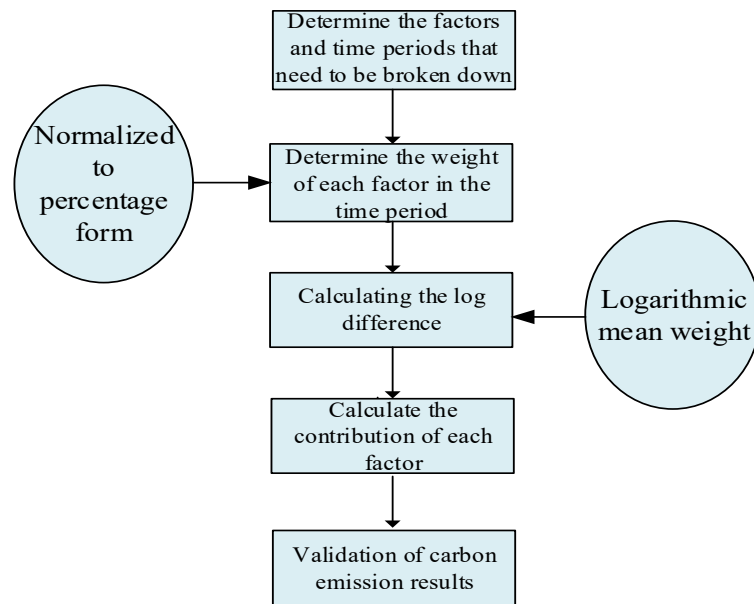 Determine the factors
and time periods that
need to be broken down
Normalized
to
percentage
form
Determine the weight
of each factor in the
time period
Calculating the log
difference
Logarithmic
mean weight
Calculate the
contribution of each
factor
Validation of carbon
emission results